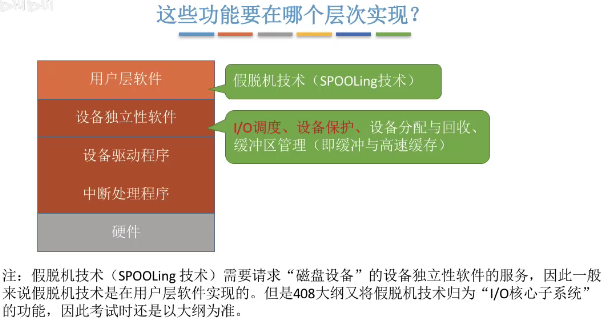 这些功能要在哪个层次实现？
用户层软件
假脱机技术（SPOOLing技术）
设备独立性软件
I/O调度、设备保护、设备分配与回收、
缓冲区管理（即缓冲与高速缓存）
设备驱动程序
中断处理程序
硬件
注：假脱机技术（SPOOLing 技术）需要请求“磁盘设备”的设备独立性软件的服务，因此一般
来说假脱机技术是在用户层软件实现的。但是408大纲又将假脱机技术归为“I/O核心子系统”
的功能，因此考试时还是以大纲为准。